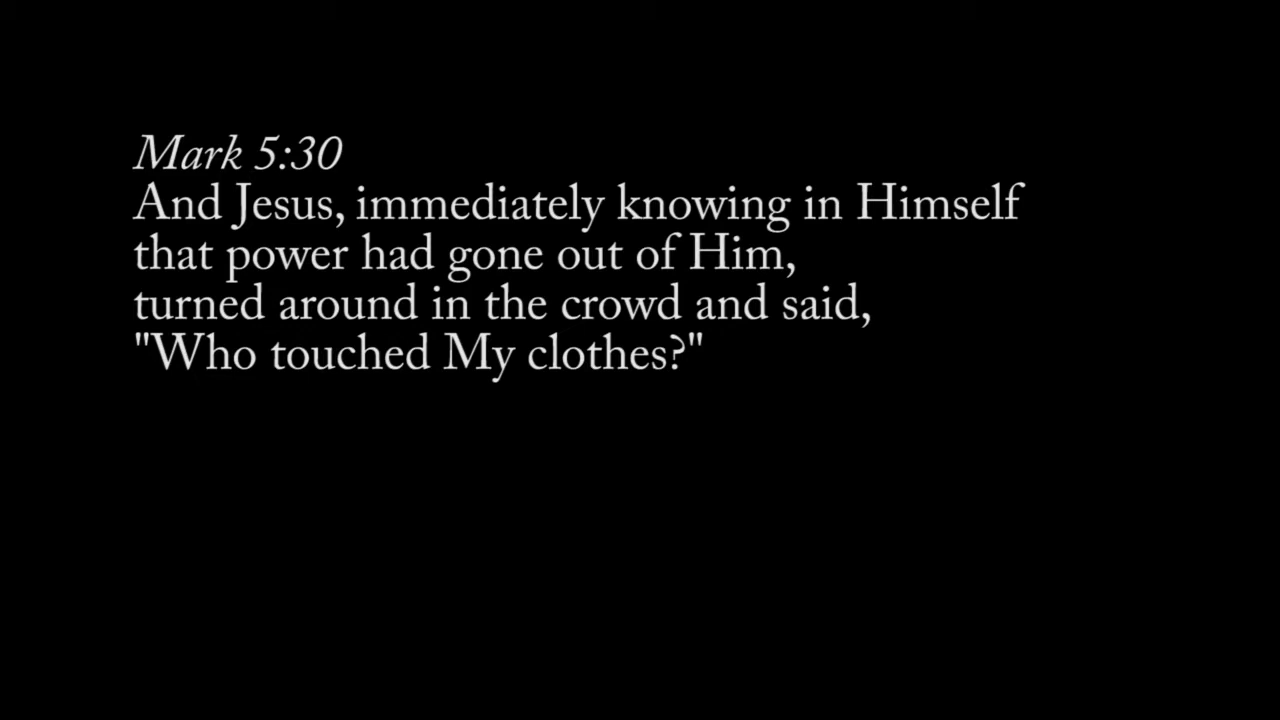 Mark 5:30
And Jesus, immediately knowing in Himself
that power had gone out of Him,
turned around in the crowd and said,
"Who touched My clothes?"